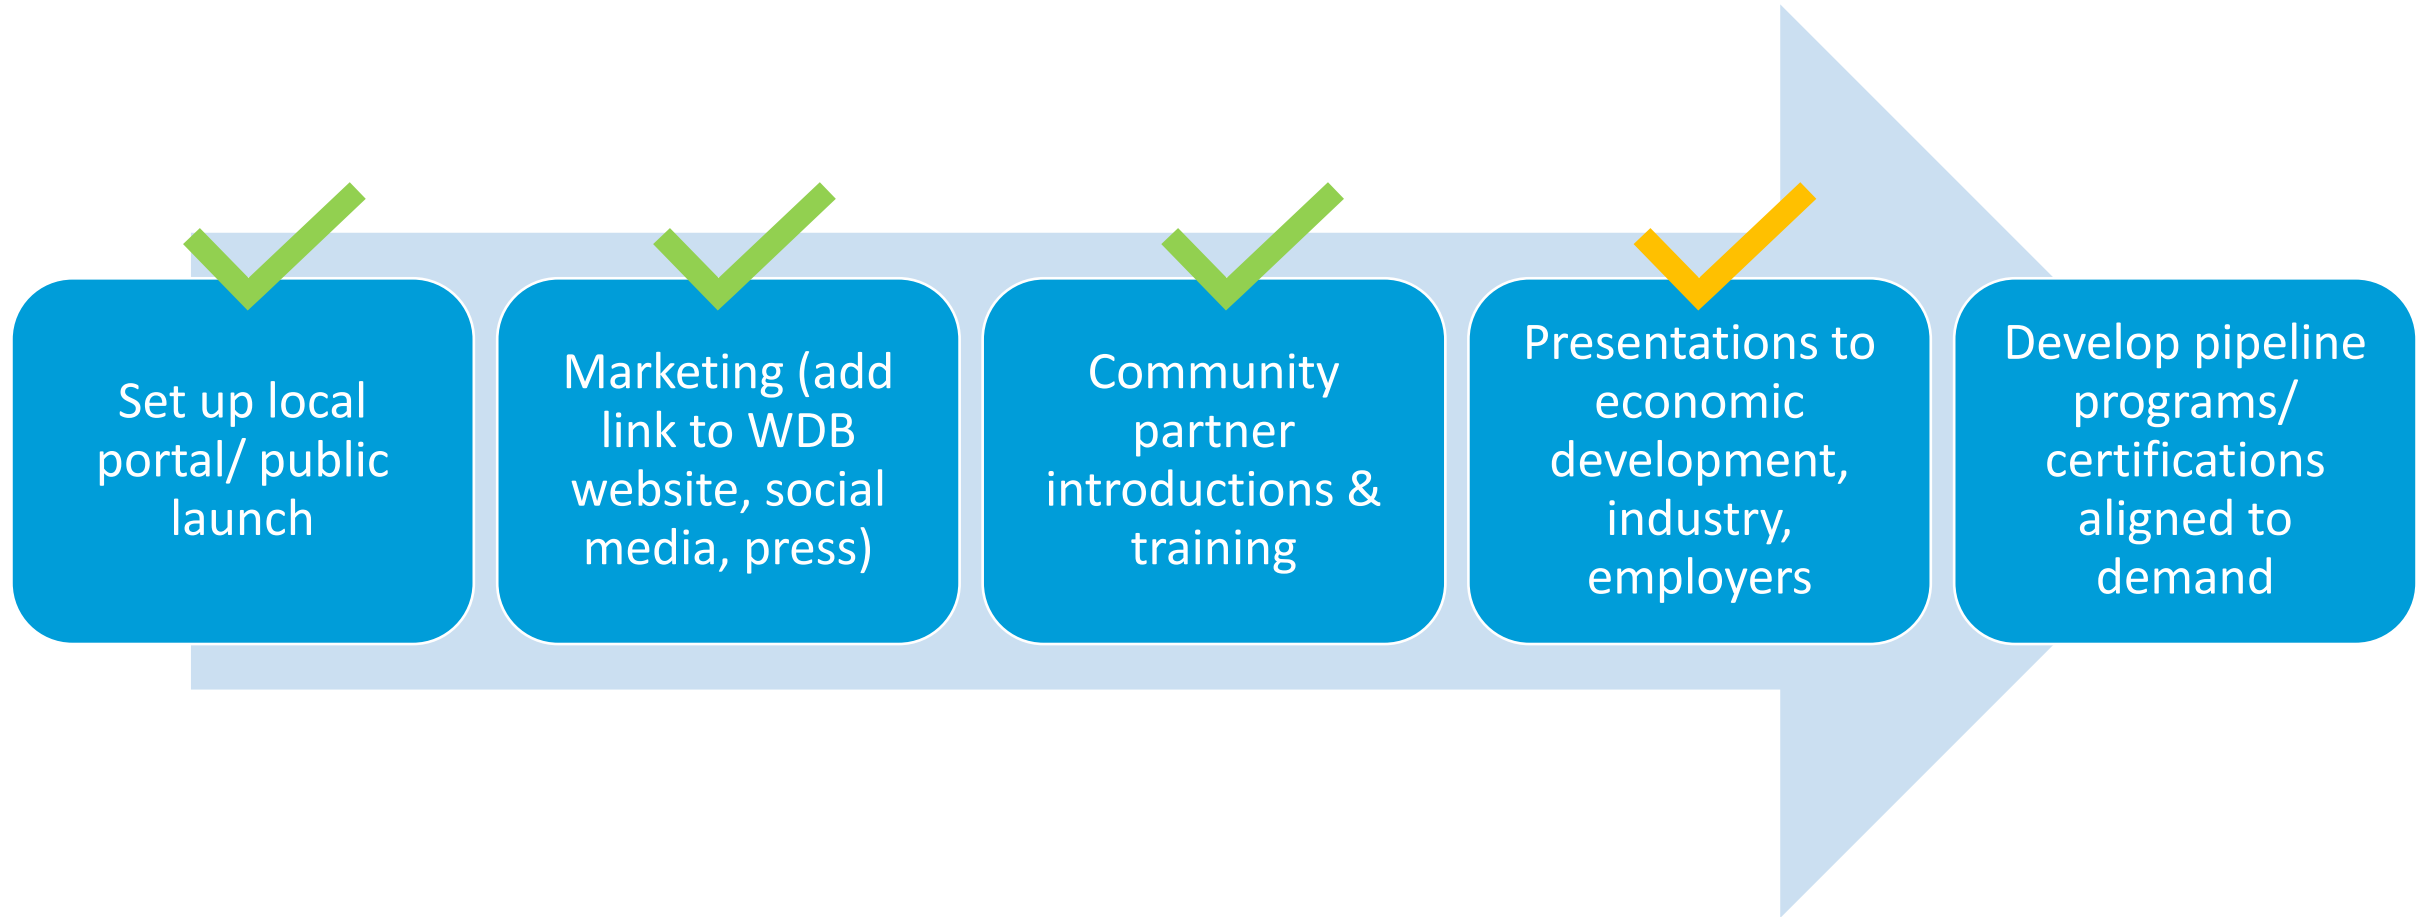 Set up local
portal/ public
launch
Marketing (add
link to WDB
website, social
media, press)
Community
partner
introductions &
training
Presentations to
economic
development,
industry,
employers
Develop pipeline
programs/
certifications
aligned to
demand